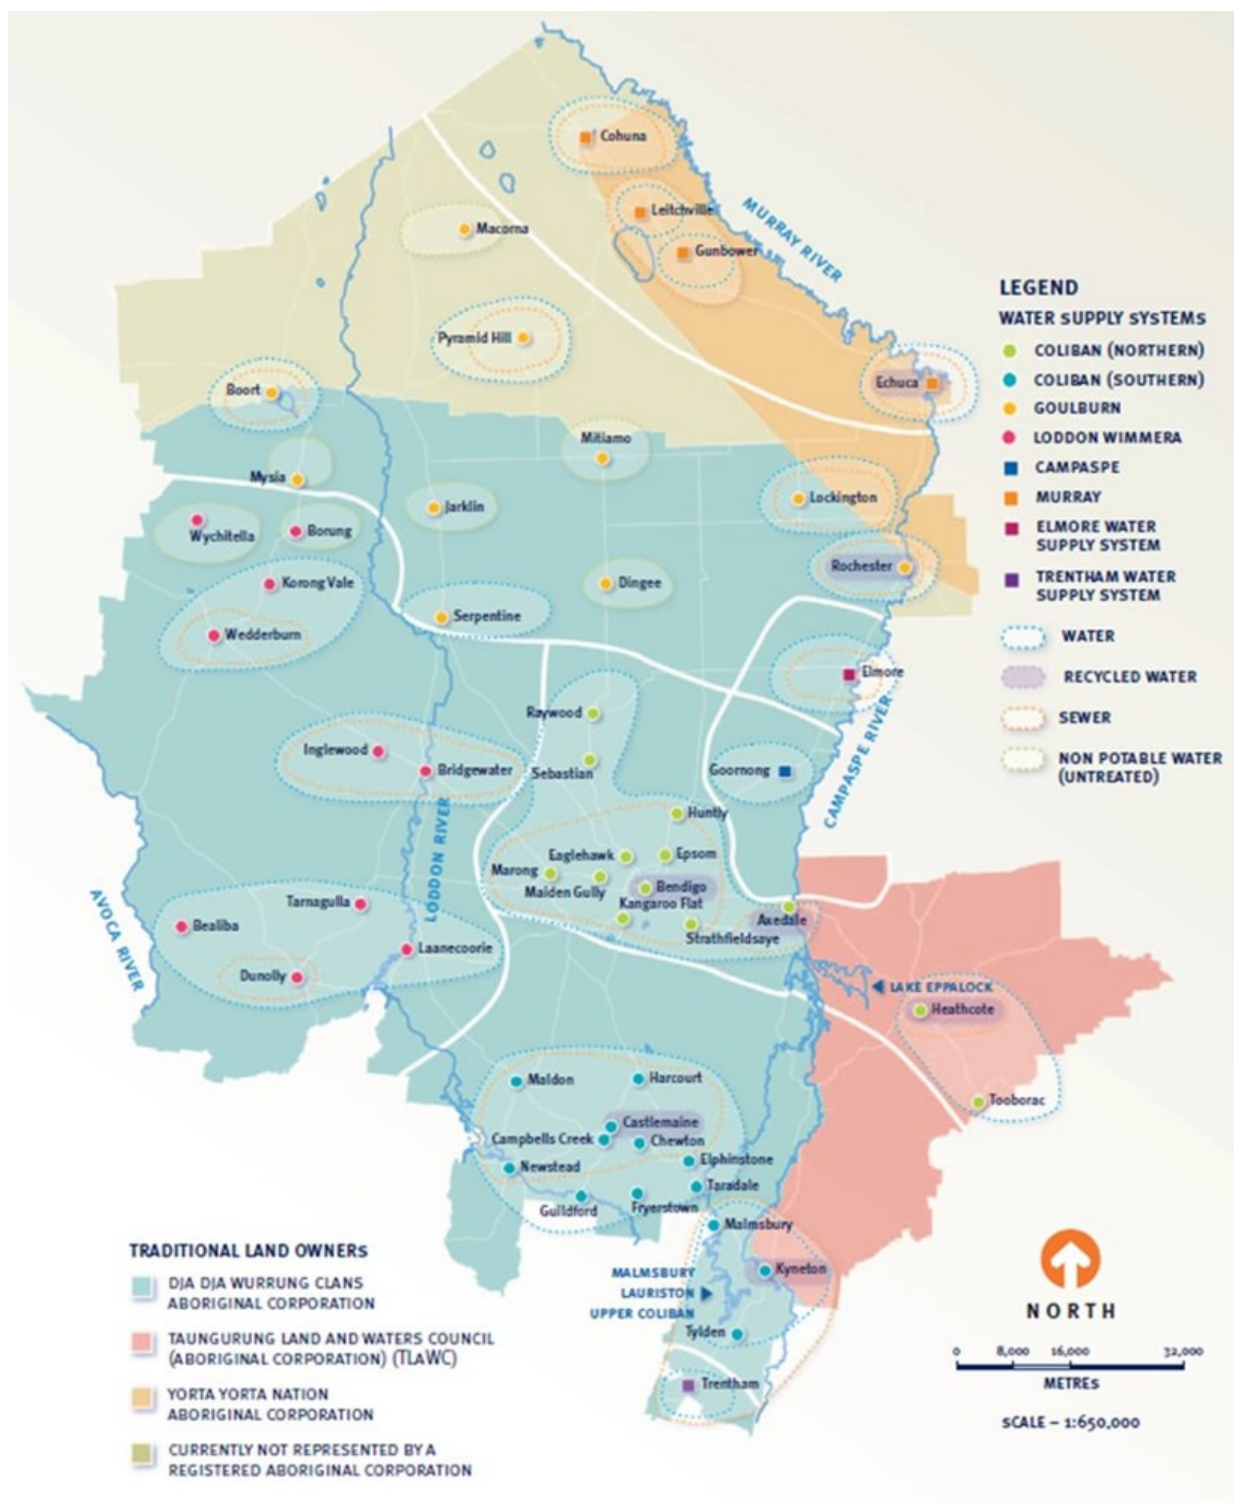 Cohuna
Leitchville
MURRAY RIVER
Macorna
Gunbower
Pyramid Hill
Echuca
Boort
Mitiamo
Mysia
Lockington
Jarklin
Wychitella
Borung
Rochester
Korong Vale
Dingee
Serpentine
Wedderburn
Elmore
Raywood
CAMPASPE RIVER
Inglewood
Bridgewater
Sebastian
Goornong
LODDON RIVER
Huntly
Eaglehawk
Epsom
Marong
Maiden Gully
Bendigo
Kangaroo Flat
AVOCA RIVER
Tarnagulla
Axedale
Bealiba
Strathfieldsaye
Laanecoorie
Dunolly
LAKE EPPALOCK
Heathcote
Maldon
Harcourt
Tooborac
Castlemaine
Campbells Creek
Chewton
Newstead
Elphinstone
Taradale
Guildford
Fryerstown
Malmsbury
MALMSBURY
LAURISTON
UPPER COLIBAN
Kyneton
Tylden
Trentham
LEGEND
WATER SUPPLY SYSTEMS
COLIBAN (NORTHERN)
COLIBAN (SOUTHERN)
GOULBURN
LODDON WIMMERA
CAMPASPE
MURRAY
ELMORE WATER
SUPPLY SYSTEM
TRENTHAM WATER
SUPPLY SYSTEM
WATER
RECYCLED WATER
SEWER
NON POTABLE WATER
(UNTREATED)
TRADITIONAL LAND OWNERS
DJA DJA WURRUNG CLANS
ABORIGINAL CORPORATION
TAUNGURUNG LAND AND WATERS COUNCIL
(ABORIGINAL CORPORATION) (TLaWC)
YORTA YORTA NATION
ABORIGINAL CORPORATION
CURRENTLY NOT REPRESENTED BY A
REGISTERED ABORIGINAL CORPORATION
NORTH
0 8,000 16,000 32,000
METRES
SCALE – 1:650,000